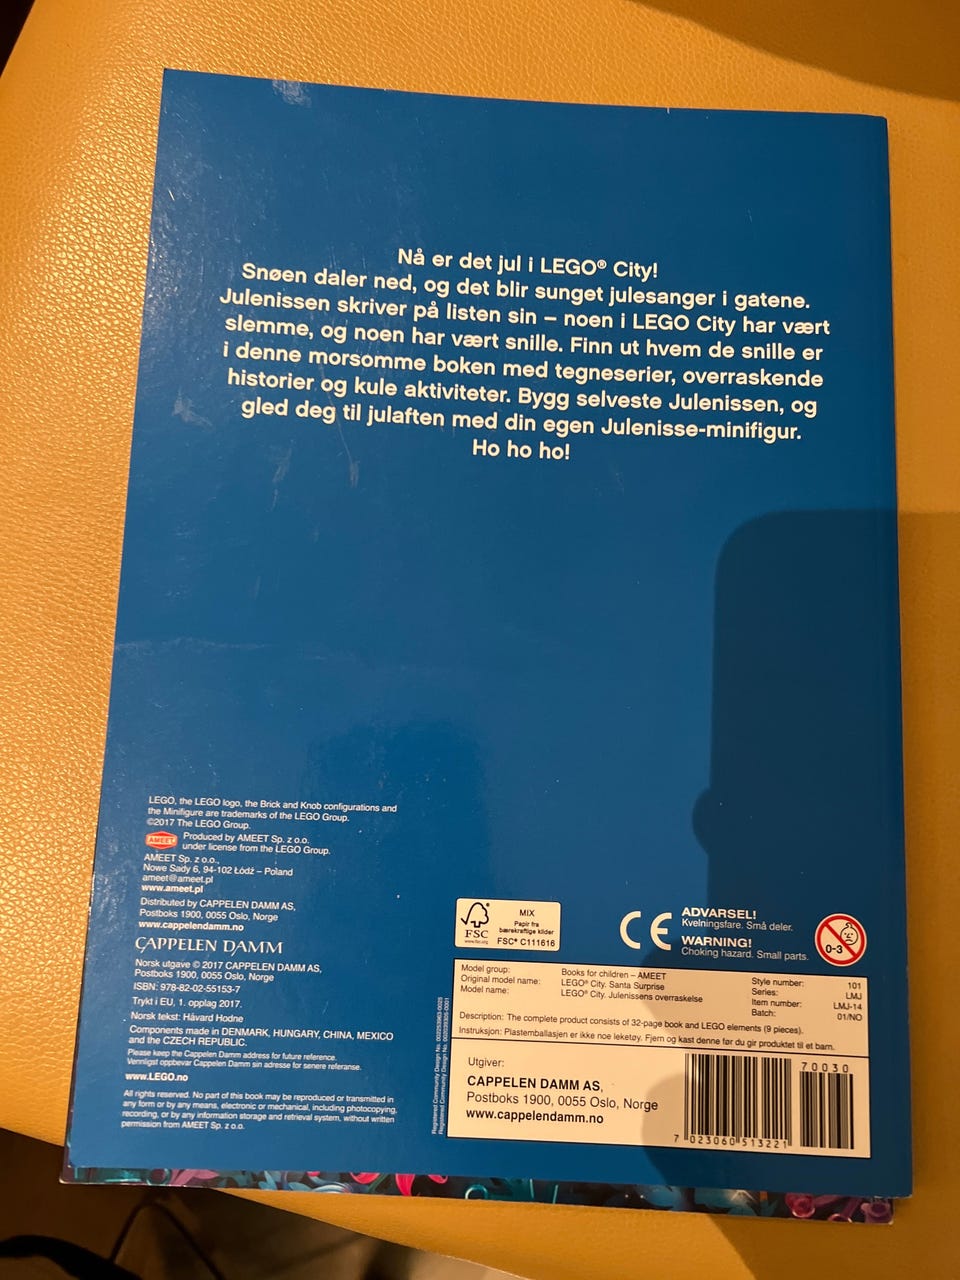 Nå er det jul i LEGO® City!
Snøen daler ned, og det blir sunget julesanger i gatene.
Julenissen skriver på listen sin – noen i LEGO City har vært
slemme, og noen har vært snille. Finn ut hvem de snille er
i denne morsomme boken med tegneserier, overraskende
historier og kule aktiviteter. Bygg selveste Julenissen, og
gled deg til julaften med din egen Julenisse-minifigur.
Ho ho ho!
LEGO, the LEGO logo, the Brick and Knob configurations and
the Minifigure are trademarks of the LEGO Group.
©2017 The LEGO Group.
AMEET
Produced by AMEET Sp. z o.o.
under license from the LEGO Group.
AMEET Sp. z o.o.,
Nowe Sady 6, 94-102 Łódź – Poland
ameet@ameet.pl
www.ameet.pl
Distributed by CAPPELEN DAMM AS,
Postboks 1900, 0055 Oslo, Norge
www.cappelendamm.no
CAPPELEN DAMM
Norsk utgave © 2017 CAPPELEN DAMM AS,
Postboks 1900, 0055 Oslo, Norge
ISBN: 978-82-02-55153-7
Trykt i EU, 1. opplag 2017.
Norsk tekst: Håvard Hodne
Components made in DENMARK, HUNGARY, CHINA, MEXICO
and the CZECH REPUBLIC.
Please keep the Cappelen Damm address for future reference.
Vennligst oppbevar Cappelen Damm sin adresse for senere referanse.
www.LEGO.no
All rights reserved. No part of this book may be reproduced or transmitted in
any form or by any means, electronic or mechanical, including photocopying,
recording, or by any information storage and retrieval system, without written
permission from AMEET Sp. z o.o.
Registered Community Design No.
Registered Community Design No.
FSC
www.fsc.org
MIX
Papir fra
bærekraftige kilder
FSC® C111616
CE
ADVARSEL!
Kvelningsfare. Små deler.
WARNING!
Choking hazard. Small parts.
0-3
Model group: Books for children – AMEET Style number: 101
Original model name: LEGO® City. Santa Surprise Series: LMJ
Model name: LEGO® City. Julenissens overraskelse Item number: LMJ-14
Batch: 01/NO
Description: The complete product consists of 32-page book and LEGO elements (9 pieces).
Instruksjon: Plastemballasjen er ikke noe leketøy. Fjern og kast denne før du gir produktet til et barn.
Utgiver:
CAPPELEN DAMM AS,
Postboks 1900, 0055 Oslo, Norge
www.cappelendamm.no
70030
7 023060 513221